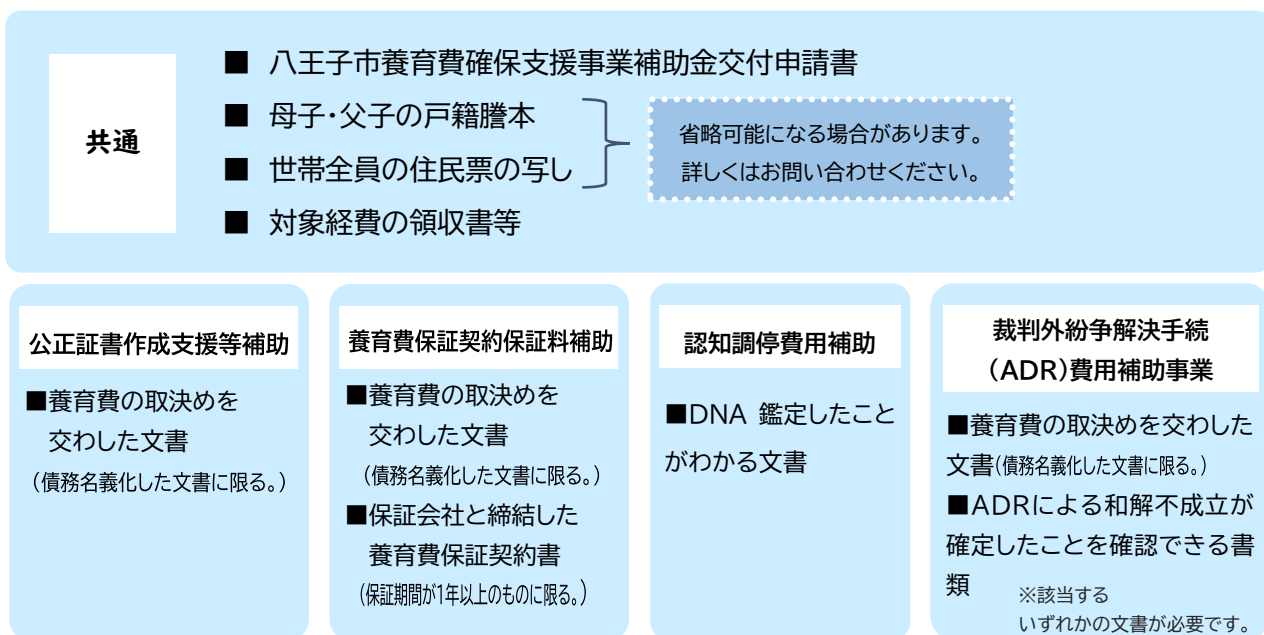 共通
■ 八王子市養育費確保支援事業補助金交付申請書
■ 母子・父子の戸籍謄本
■ 世帯全員の住民票の写し
■ 対象経費の領収書等
省略可能になる場合があります。
詳しくはお問い合わせください。
公正証書作成支援等補助
■養育費の取決めを
交わした文書
（債務名義化した文書に限る。）
養育費保証契約保証料補助
■養育費の取決めを
交わした文書
（債務名義化した文書に限る。）
■保証会社と締結した
養育費保証契約書
（保証期間が1年以上のものに限る。）
認知調停費用補助
■DNA 鑑定したこと
がわかる文書
裁判外紛争解決手続
（ADR）費用補助事業
■養育費の取決めを交わした
文書（債務名義化した文書に限る。）
■ADRによる和解不成立が
確定したことを確認できる書
類
※該当する
いずれかの文書が必要です。